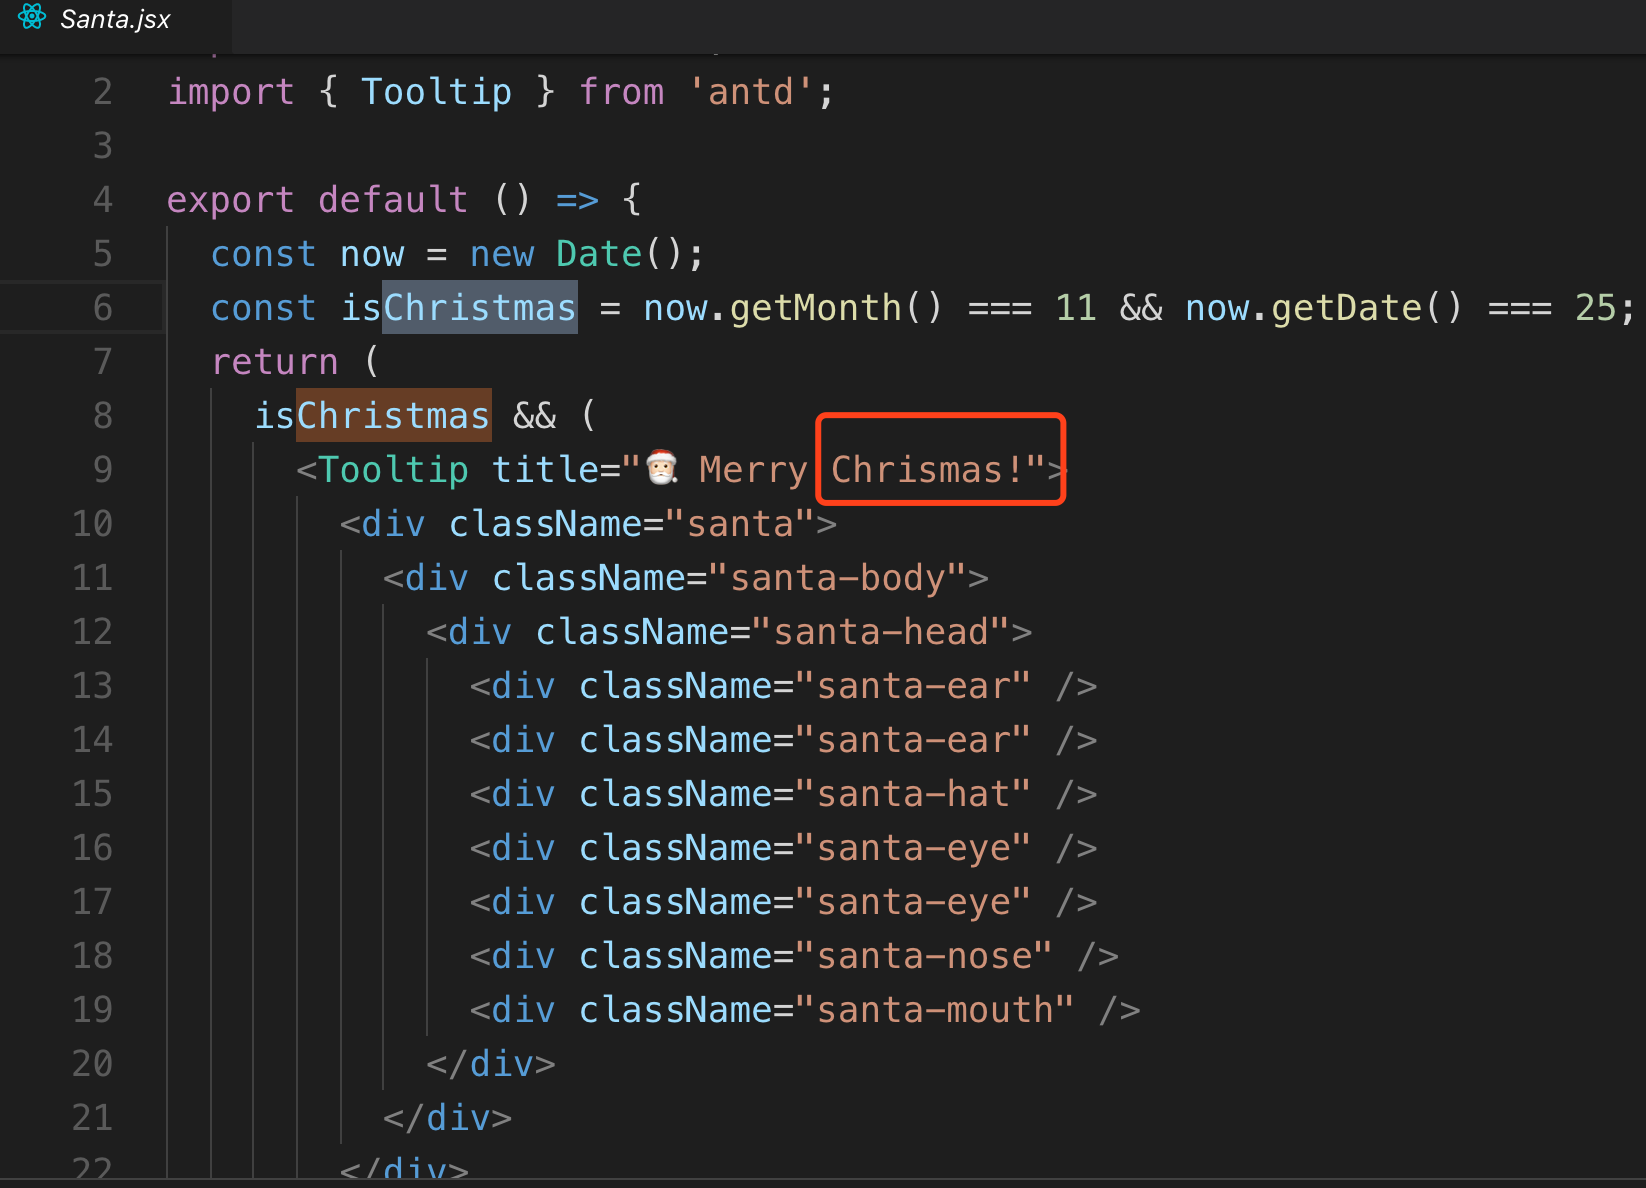 Santa.jsx
2 import { Tooltip } from 'antd';
3
4 export default () => {
5 const now = new Date();
6 const isChristmas = now.getMonth() === 11 && now.getDate() === 25;
7 return (
8 isChristmas && (
9 <Tooltip title="🎅🏻 Merry Chrismas!">
10 <div className="santa">
11 <div className="santa-body">
12 <div className="santa-head">
13 <div className="santa-ear" />
14 <div className="santa-ear" />
15 <div className="santa-hat" />
16 <div className="santa-eye" />
17 <div className="santa-eye" />
18 <div className="santa-nose" />
19 <div className="santa-mouth" />
20 </div>
21 </div>
22 </div>